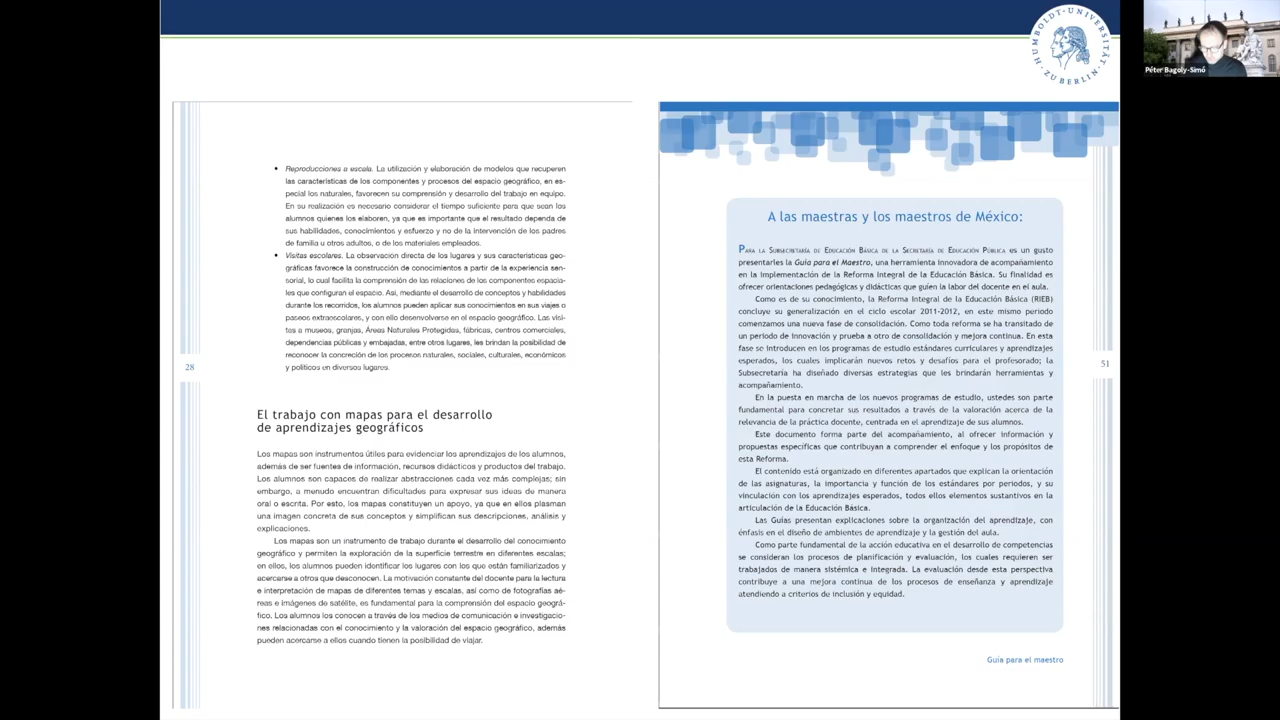 HUMBOLDT-UNIVERSITÄT
ZU BERLIN
Péter Bagoly-Simó
• Reproducciones a escala. La utilización y elaboración de modelos que recuperen
las características de los componentes y procesos del espacio geográfico, en es-
pecial los naturales, favorecen su comprensión y desarrollo del trabajo en equipo.
En su realización es necesario considerar el tiempo suficiente para que sean los
alumnos quienes los elaboren, ya que es importante que el resultado dependa de
sus habilidades, conocimientos y esfuerzo y no de la intervención de los padres
de familia u otros adultos, o de los materiales empleados.
• Visitas escolares. La observación directa de los lugares y sus características geo-
gráficas favorece la construcción de conocimientos a partir de la experiencia sen-
sorial, lo cual facilita la comprensión de las relaciones de los componentes espacia-
les que configuran el espacio. Así, mediante el desarrollo de conceptos y habilidades
durante los recorridos, los alumnos pueden aplicar sus conocimientos en sus viajes o
paseos extraescolares, y con ello desenvolverse en el espacio geográfico. Las visi-
tas a museos, granjas, Áreas Naturales Protegidas, fábricas, centros comerciales,
dependencias públicas y embajadas, entre otros lugares, les brindan la posibilidad de
reconocer la concreción de los procesos naturales, sociales, culturales, económicos
y políticos en diversos lugares.
28
El trabajo con mapas para el desarrollo
de aprendizajes geográficos
Los mapas son instrumentos útiles para evidenciar los aprendizajes de los alumnos,
además de ser fuentes de información, recursos didácticos y productos del trabajo.
Los alumnos son capaces de realizar abstracciones cada vez más complejas; sin
embargo, a menudo encuentran dificultades para expresar sus ideas de manera
oral o escrita. Por esto, los mapas constituyen un apoyo, ya que en ellos plasman
una imagen concreta de sus conceptos y simplifican sus descripciones, análisis y
explicaciones.
Los mapas son un instrumento de trabajo durante el desarrollo del conocimiento
geográfico y permiten la exploración de la superficie terrestre en diferentes escalas;
en ellos, los alumnos pueden identificar los lugares con los que están familiarizados y
acercarse a otros que desconocen. La motivación constante del docente para la lectura
e interpretación de mapas de diferentes temas y escalas, así como de fotografías aé-
reas e imágenes de satélite, es fundamental para la comprensión del espacio geográ-
fico. Los alumnos los conocen a través de los medios de comunicación e investigacio-
nes relacionadas con el conocimiento y la valoración del espacio geográfico, además
pueden acercarse a ellos cuando tienen la posibilidad de viajar.
A las maestras y los maestros de México:
Para la Subsecretaría de Educación Básica de la Secretaría de Educación Pública es un gusto
presentarles la Guía para el Maestro, una herramienta innovadora de acompañamiento
en la implementación de la Reforma Integral de la Educación Básica. Su finalidad es
ofrecer orientaciones pedagógicas y didácticas que guíen la labor del docente en el aula.
Como es de su conocimiento, la Reforma Integral de la Educación Básica (RIEB)
concluye su generalización en el ciclo escolar 2011-2012, en este mismo periodo
comenzamos una nueva fase de consolidación. Como toda reforma se ha transitado de
un periodo de innovación y prueba a otro de consolidación y mejora continua. En esta
fase se introducen en los programas de estudio estándares curriculares y aprendizajes
esperados, los cuales implicarán nuevos retos y desafíos para el profesorado; la
Subsecretaría ha diseñado diversas estrategias que les brindarán herramientas y
acompañamiento.
En la puesta en marcha de los nuevos programas de estudio, ustedes son parte
fundamental para concretar sus resultados a través de la valoración acerca de la
relevancia de la práctica docente, centrada en el aprendizaje de sus alumnos.
Este documento forma parte del acompañamiento, al ofrecer información y
propuestas específicas que contribuyan a comprender el enfoque y los propósitos de
esta Reforma.
El contenido está organizado en diferentes apartados que explican la orientación
de las asignaturas, la importancia y función de los estándares por periodos, y su
vinculación con los aprendizajes esperados, todos ellos elementos sustantivos en la
articulación de la Educación Básica.
Las Guías presentan explicaciones sobre la organización del aprendizaje, con
énfasis en el diseño de ambientes de aprendizaje y la gestión del aula.
Como parte fundamental de la acción educativa en el desarrollo de competencias
se consideran los procesos de planificación y evaluación, los cuales requieren ser
trabajados de manera sistémica e integrada. La evaluación desde esta perspectiva
contribuye a una mejora continua de los procesos de enseñanza y aprendizaje
atendiendo a criterios de inclusión y equidad.
51
Guía para el maestro